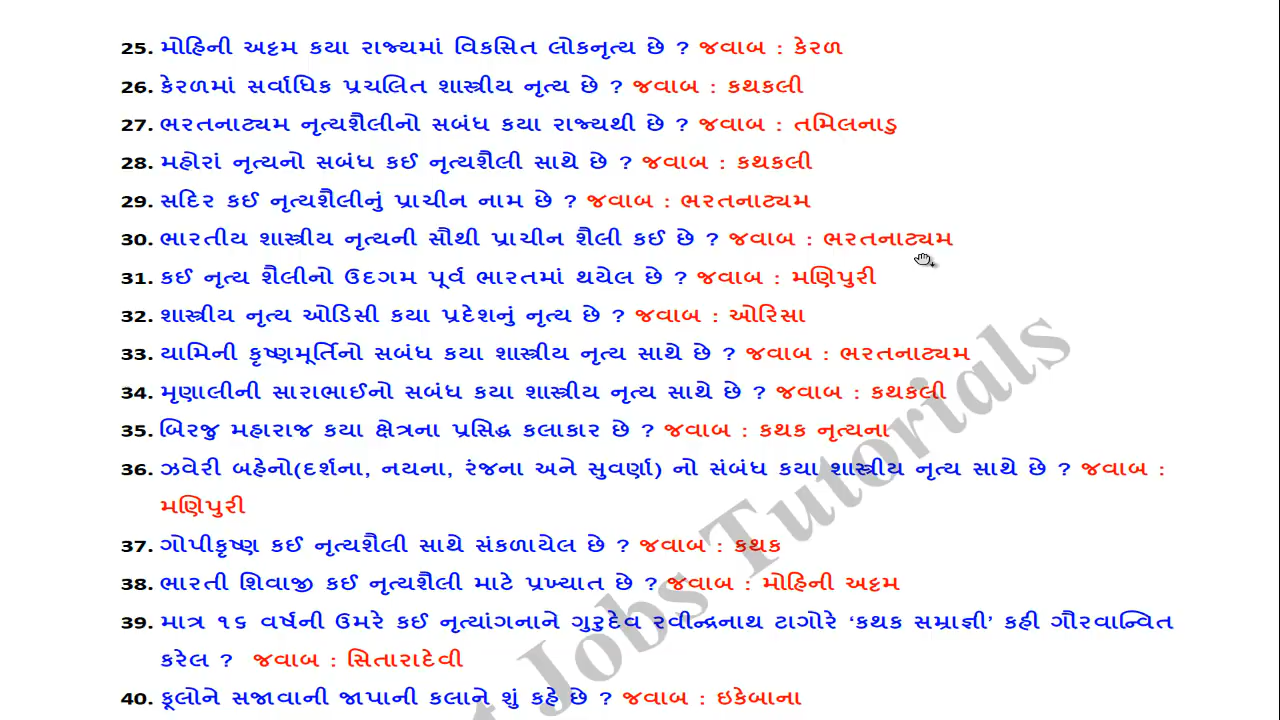 25. મોહિની અટ્ટમ કયા રાજ્યમાં વિકસિત લોકનૃત્ય છે ? જવાબ : કેરળ
26. કેરળમાં સર્વાધિક પ્રચલિત શાસ્ત્રીય નૃત્ય છે ? જવાબ : કથકલી
27. ભરતનાટ્યમ નૃત્યશૈલીનો સબંધ કયા રાજ્યથી છે ? જવાબ : તમિલનાડુ
28. મહોરાં નૃત્યનો સબંધ કઈ નૃત્યશૈલી સાથે છે ? જવાબ : કથકલી
29. સદિર કઈ નૃત્યશૈલીનું પ્રાચીન નામ છે ? જવાબ : ભરતનાટ્યમ
30. ભારતીય શાસ્ત્રીય નૃત્યની સૌથી પ્રાચીન શૈલી કઈ છે ? જવાબ : ભરતનાટ્યમ
31. કઈ નૃત્ય શૈલીનો ઉદગમ પૂર્વ ભારતમાં થયેલ છે ? જવાબ : મણિપુરી
32. શાસ્ત્રીય નૃત્ય ઓડિસી કયા પ્રદેશનું નૃત્ય છે ? જવાબ : ઓરિસા
33. યામિની કૃષ્ણમૂર્તિનો સબંધ કયા શાસ્ત્રીય નૃત્ય સાથે છે ? જવાબ : ભરતનાટ્યમ
34. મૃણાલીની સારાભાઈનો સબંધ કયા શાસ્ત્રીય નૃત્ય સાથે છે ? જવાબ : કથકલી
35. બિરજુ મહારાજ કયા ક્ષેત્રના પ્રસિદ્ધ કલાકાર છે ? જવાબ : કથક નૃત્યના
36. ઝવેરી બહેનો(દર્શના, નયના, રંજના અને સુવર્ણા) નો સંબંધ કયા શાસ્ત્રીય નૃત્ય સાથે છે ? જવાબ :
મણિપુરી
37. ગોપીકૃષ્ણ કઈ નૃત્યશૈલી સાથે સંકળાયેલ છે ? જવાબ : કથક
38. ભારતી શિવાજી કઈ નૃત્યશૈલી માટે પ્રખ્યાત છે ? જવાબ : મોહિની અટ્ટમ
39. માત્ર ૧૬ વર્ષની ઉમરે કઈ નૃત્યાંગનાને ગુરુદેવ રવીન્દ્રનાથ ટાગોરે ‘કથક સમ્રાજ્ઞી’ કહી ગૌરવાન્વિત
કરેલ ? જવાબ : સિતારાદેવી
40. ફૂલોને સજાવાની જાપાની કલાને શું કહે છે ? જવાબ : ઇકેબાના
Jobs Tutorials